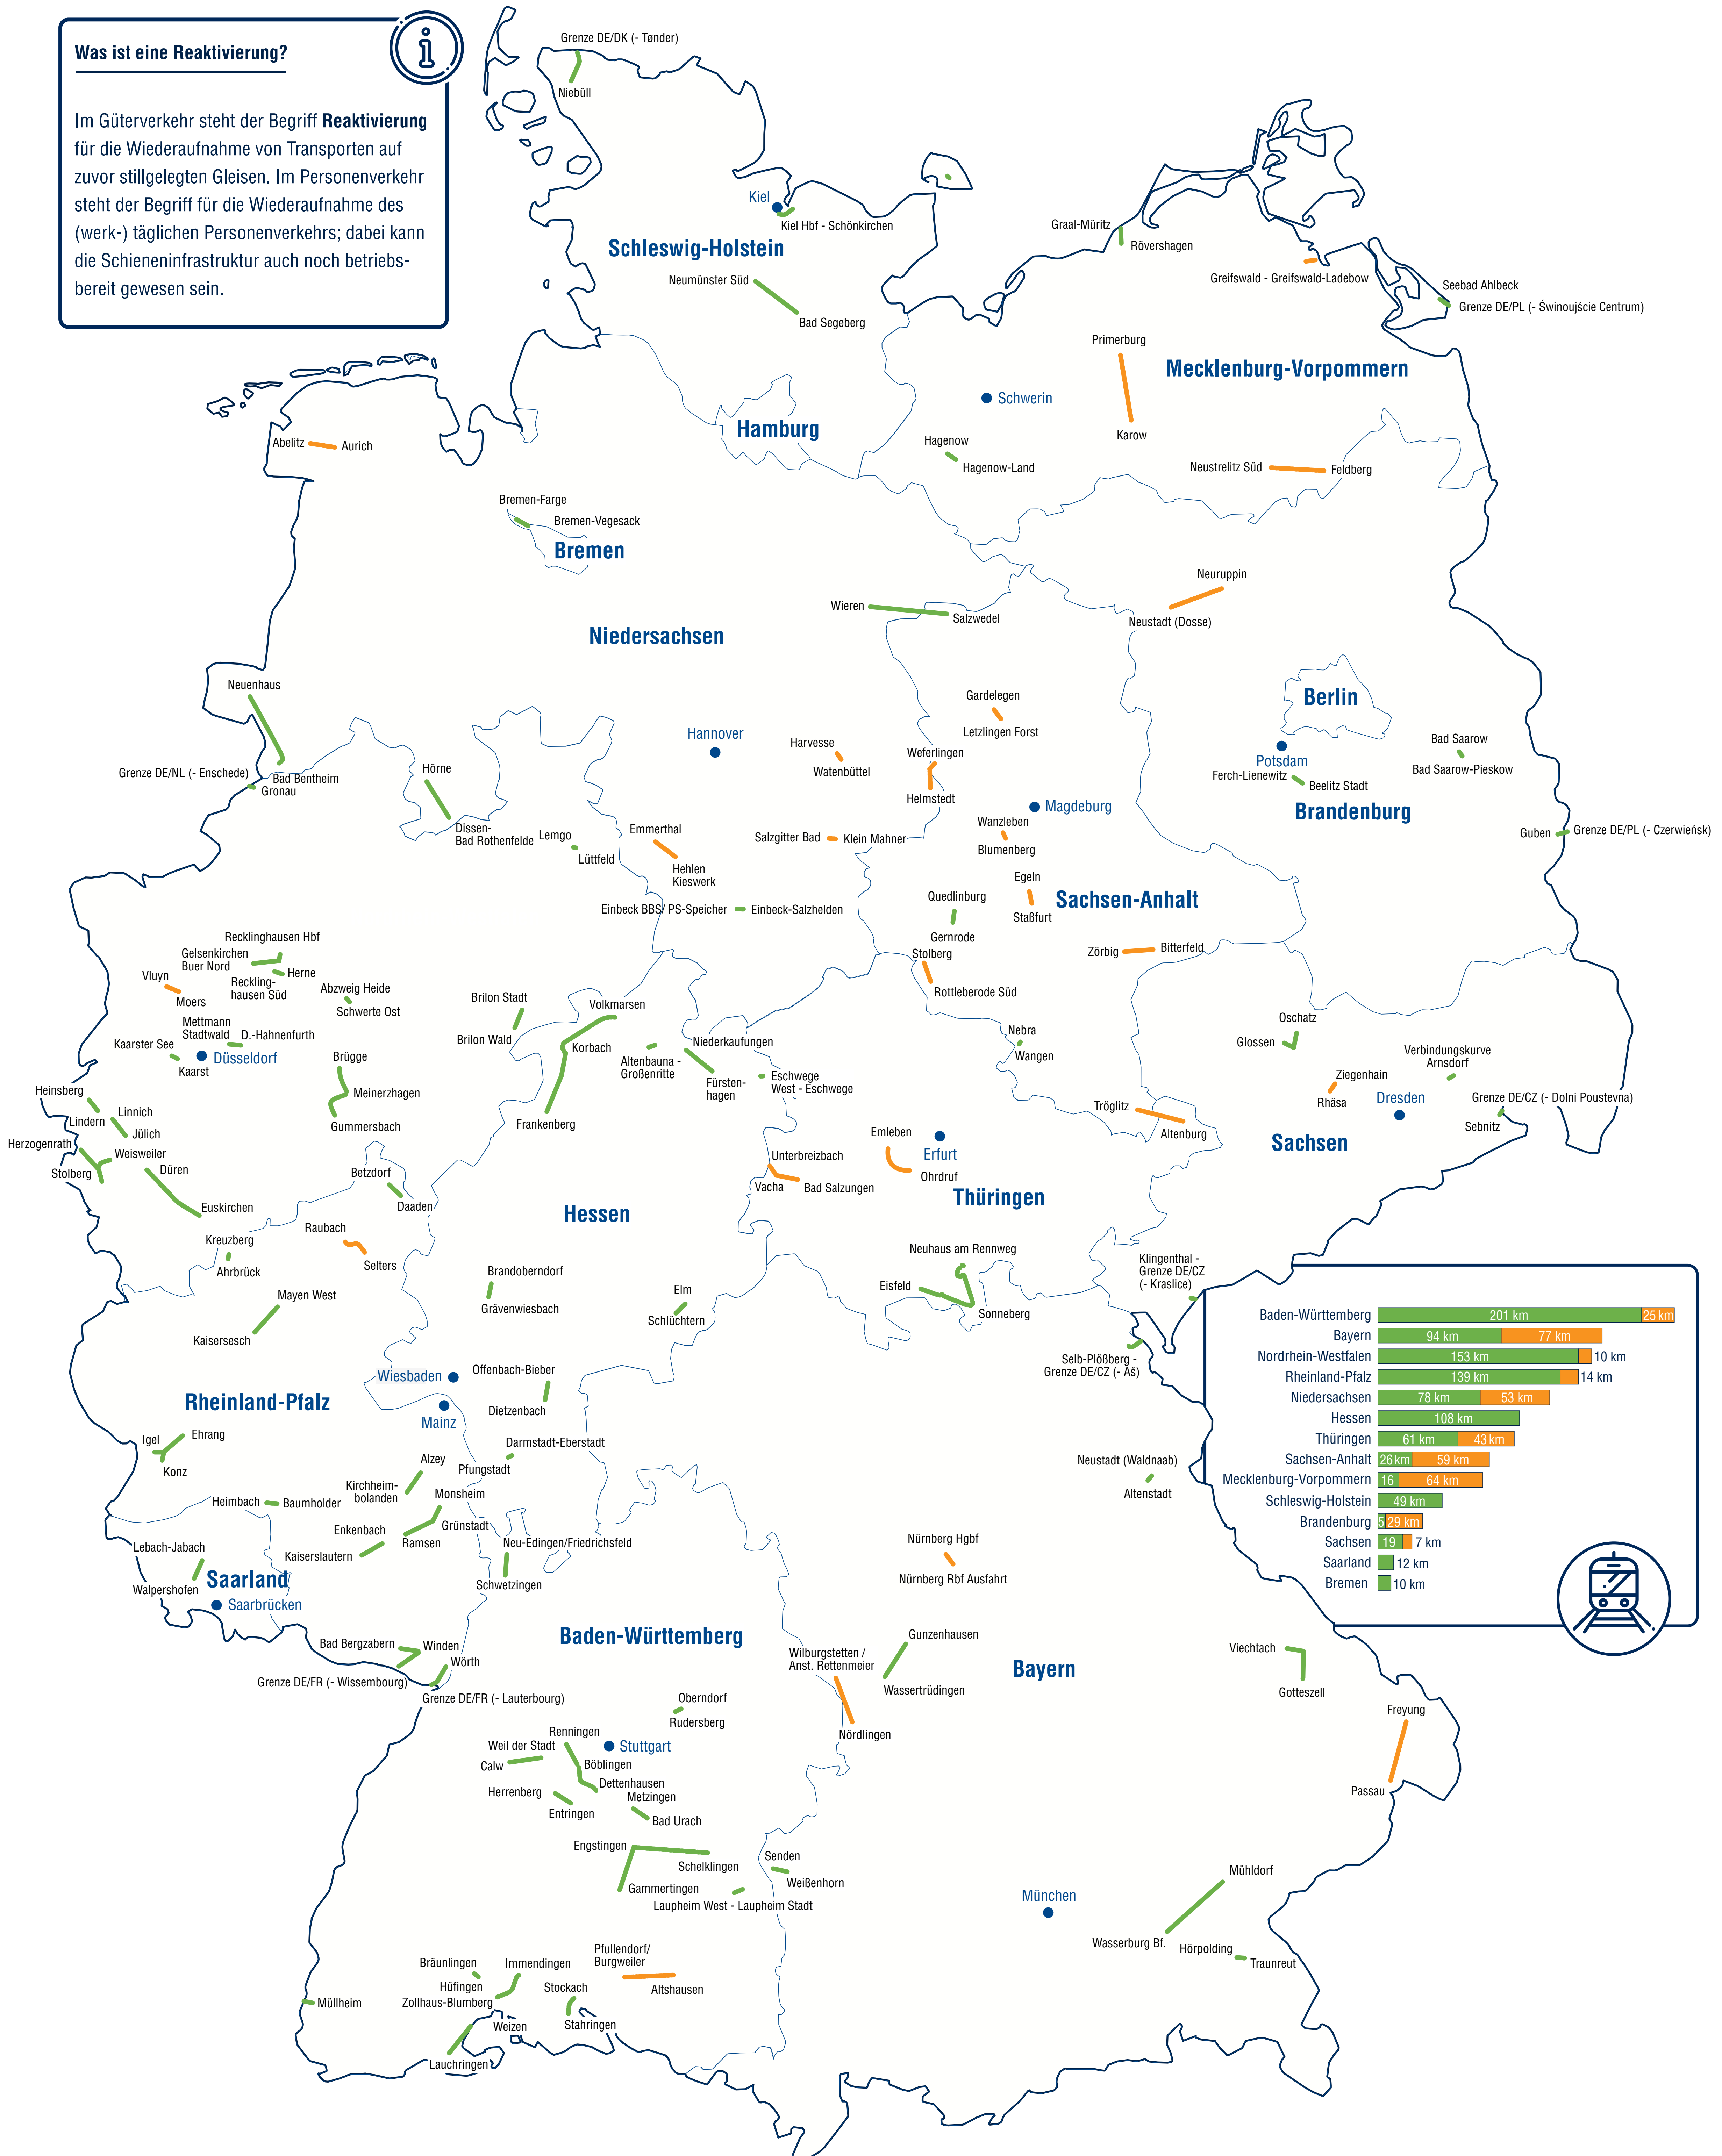 Was ist eine Reaktivierung?
Im Güterverkehr steht der Begriff Reaktivierung
für die Wiederaufnahme von Transporten auf
zuvor stillgelegten Gleisen. Im Personenverkehr
steht der Begriff für die Wiederaufnahme des
(werk-) täglichen Personenverkehrs; dabei kann
die Schieneninfrastruktur auch noch betriebs-
bereit gewesen sein.
Grenze DE/DK (- Tønder)
Niebüll
Kiel
Kiel Hbf - Schönkirchen
Schleswig-Holstein
Neumünster Süd
Bad Segeberg
Graal-Müritz
Rövershagen
Greifswald - Greifswald-Ladebow
Seebad Ahlbeck
Grenze DE/PL (- Świnoujście Centrum)
Primerburg
Mecklenburg-Vorpommern
Schwerin
Karow
Hamburg
Hagenow
Hagenow-Land
Neustrelitz Süd
Feldberg
Abelitz
Aurich
Bremen-Farge
Bremen-Vegesack
Bremen
Neuruppin
Neustadt (Dosse)
Wieren
Salzwedel
Niedersachsen
Neuenhaus
Grenze DE/NL (- Enschede)
Bad Bentheim
Gronau
Hannover
Gardelegen
Letzlingen Forst
Harvesse
Watenbüttel
Weferlingen
Helmstedt
Berlin
Potsdam
Ferch-Lienewitz
Beelitz Stadt
Bad Saarow
Bad Saarow-Pieskow
Brandenburg
Guben
Grenze DE/PL (- Czerwieńsk)
Hörne
Dissen-
Bad Rothenfelde
Lemgo
Lüttfeld
Emmerthal
Hehlen
Kieswerk
Salzgitter Bad
Klein Mahner
Magdeburg
Wanzleben
Blumenberg
Egeln
Staßfurt
Sachsen-Anhalt
Einbeck BBS/ PS-Speicher
Einbeck-Salzhelden
Quedlinburg
Gernrode
Stolberg
Rottleberode Süd
Zörbig
Bitterfeld
Recklinghausen Hbf
Gelsenkirchen
Buer Nord
Herne
Reckling-
hausen Süd
Vluyn
Moers
Abzweig Heide
Schwerte Ost
Mettmann
Stadtwald
D.-Hahnenfurth
Kaarster See
Kaarst
Düsseldorf
Brilon Stadt
Brilon Wald
Volkmarsen
Korbach
Frankenberg
Altenbauna -
Großenritte
Niederkaufungen
Fürsten-
hagen
Eschwege
West - Eschwege
Nebra
Wangen
Oschatz
Glossen
Verbindungskurve
Arnsdorf
Ziegenhain
Rhäsa
Dresden
Grenze DE/CZ (- Dolni Poustevna)
Sebnitz
Sachsen
Brügge
Meinerzhagen
Gummersbach
Heinsberg
Lindern
Linnich
Jülich
Herzogenrath
Weisweiler
Stolberg
Düren
Euskirchen
Tröglitz
Altenburg
Emleben
Erfurt
Ohrdruf
Thüringen
Unterbreizbach
Vacha
Bad Salzungen
Hessen
Betzdorf
Daaden
Raubach
Selters
Kreuzberg
Ahrbrück
Mayen West
Kaisersesch
Brandoberndorf
Grävenwiesbach
Elm
Schlüchtern
Neuhaus am Rennweg
Eisfeld
Sonneberg
Klingenthal -
Grenze DE/CZ
(- Kraslice)
Selb-Plößberg -
Grenze DE/CZ (- Aš)
Baden-Württemberg 201 km 25 km
Bayern 94 km 77 km
Nordrhein-Westfalen 153 km 10 km
Rheinland-Pfalz 139 km 14 km
Niedersachsen 78 km 53 km
Hessen 108 km
Thüringen 61 km 43 km
Sachsen-Anhalt 26 km 59 km
Mecklenburg-Vorpommern 16 64 km
Schleswig-Holstein 49 km
Brandenburg 5 29 km
Sachsen 19 7 km
Saarland 12 km
Bremen 10 km
Wiesbaden
Mainz
Offenbach-Bieber
Dietzenbach
Rheinland-Pfalz
Igel
Ehrang
Konz
Darmstadt-Eberstadt
Pfungstadt
Alzey
Kirchheim-
bolanden
Monsheim
Grünstadt
Ramsen
Heimbach
Baumholder
Enkenbach
Kaiserslautern
Neu-Edingen/Friedrichsfeld
Schwetzingen
Lebach-Jabach
Walpershofen
Saarland
Saarbrücken
Neustadt (Waldnaab)
Altenstadt
Nürnberg Hgbf
Nürnberg Rbf Ausfahrt
Bad Bergzabern
Winden
Wörth
Grenze DE/FR (- Wissembourg)
Grenze DE/FR (- Lauterbourg)
Baden-Württemberg
Wilburgstetten /
Anst. Rettenmeier
Nördlingen
Gunzenhausen
Wassertrüdingen
Bayern
Viechtach
Gotteszell
Freyung
Passau
Oberndorf
Rudersberg
Renningen
Stuttgart
Weil der Stadt
Calw
Böblingen
Dettenhausen
Herrenberg
Entringen
Metzingen
Bad Urach
Engstingen
Schelklingen
Gammertingen
Laupheim West - Laupheim Stadt
Senden
Weißenhorn
München
Mühldorf
Wasserburg Bf.
Hörpolding
Traunreut
Pfullendorf/
Burgweiler
Altshausen
Bräunlingen
Hüfingen
Immendingen
Zollhaus-Blumberg
Stockach
Stahringen
Müllheim
Weizen
Lauchringen